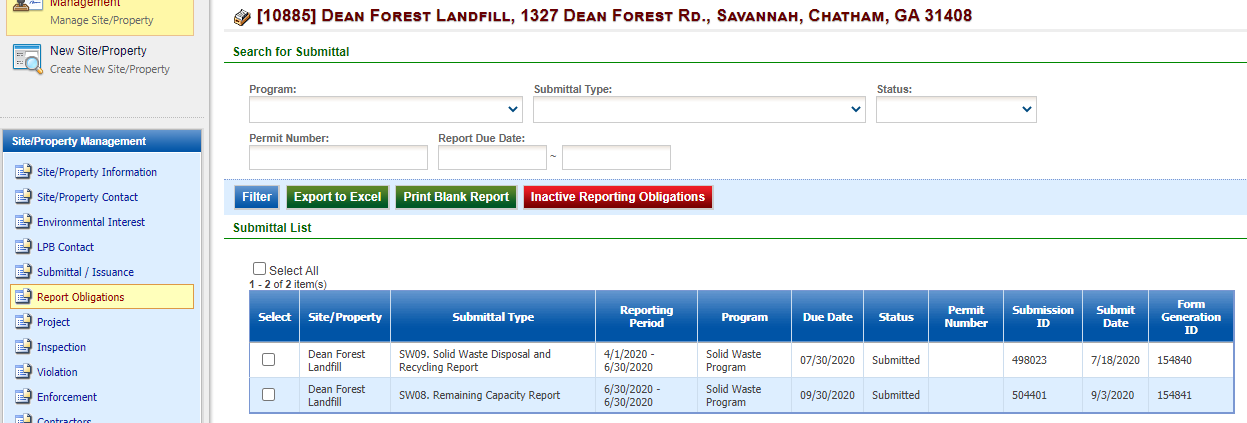 [10885] Dean Forest Landfill, 1327 Dean Forest Rd., Savannah, Chatham, GA 31408
Management
Manage Site/Property
New Site/Property
Create New Site/Property
Site/Property Management
Site/Property Information
Site/Property Contact
Environmental Interest
LPB Contact
Submittal / Issuance
Report Obligations
Project
Inspection
Violation
Enforcement
Contractors
Search for Submittal
Program: Submittal Type: Status:
Permit Number: Report Due Date:
~
Filter Export to Excel Print Blank Report Inactive Reporting Obligations
Submittal List
Select All
1 - 2 of 2 item(s)
Select Site/Property Submittal Type Reporting Period Program Due Date Status Permit Number Submission ID Submit Date Form Generation ID
Dean Forest Landfill SW09. Solid Waste Disposal and Recycling Report 4/1/2020 - 6/30/2020 Solid Waste Program 07/30/2020 Submitted 498023 7/18/2020 154840
Dean Forest Landfill SW08. Remaining Capacity Report 6/30/2020 - 6/30/2020 Solid Waste Program 09/30/2020 Submitted 504401 9/3/2020 154841